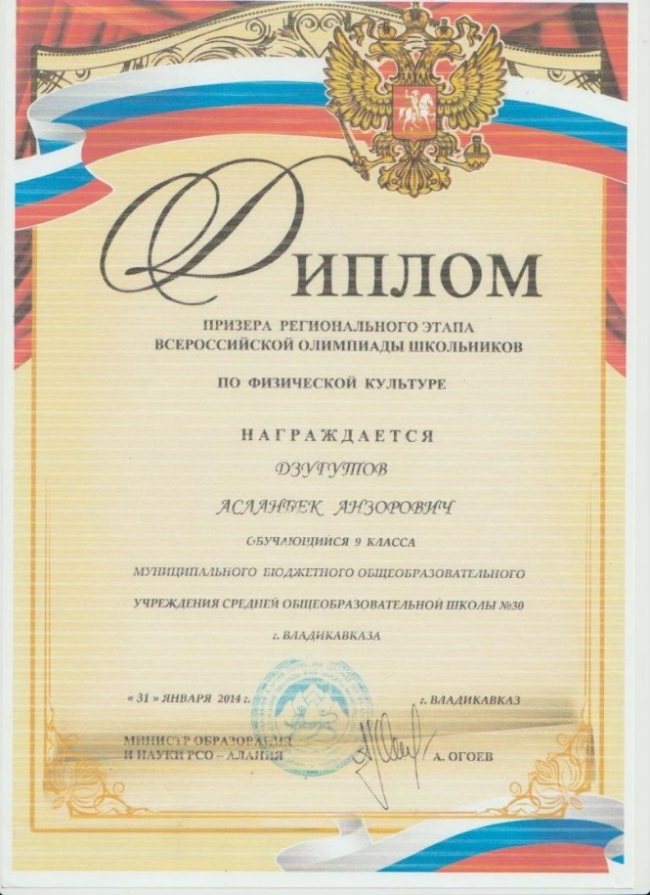 ДИПЛОМ
ПРИЗЕРА РЕГИОНАЛЬНОГО ЭТАПА
ВСЕРОССИЙСКОЙ ОЛИМПИАДЫ ШКОЛЬНИКОВ
ПО ФИЗИЧЕСКОЙ КУЛЬТУРЕ
НАГРАЖДАЕТСЯ
ДЗУГУТОВ
АСЛАНБЕК АНЗОРОВИЧ
ОБУЧАЮЩИЙСЯ 9 КЛАССА
МУНИЦИПАЛЬНОГО БЮДЖЕТНОГО ОБЩЕОБРАЗОВАТЕЛЬНОГО
УЧРЕЖДЕНИЯ СРЕДНЕЙ ОБЩЕОБРАЗОВАТЕЛЬНОЙ ШКОЛЫ №30
г. ВЛАДИКАВКАЗА
« 31 » ЯНВАРЯ 2014 г. г. ВЛАДИКАВКАЗ
МИНИСТР ОБРАЗОВАНИЯ
И НАУКИ РСО – АЛАНИЯ А. ОГОЕВ